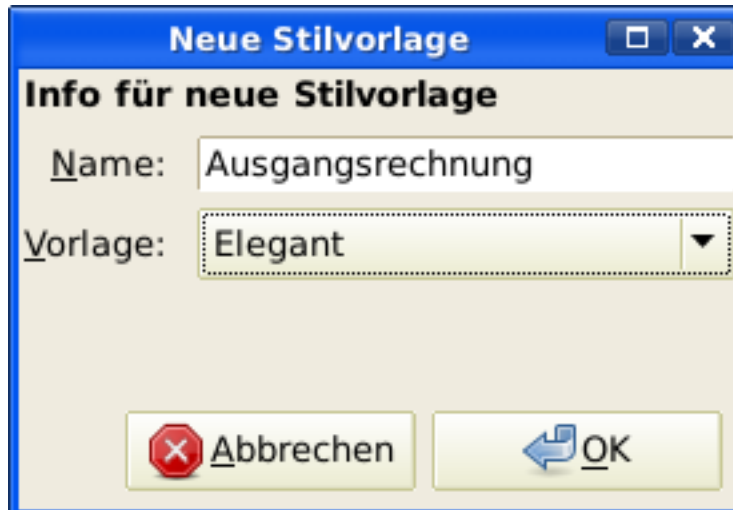 Neue Stilvorlage
Info für neue Stilvorlage
Name: Ausgangsrechnung
Vorlage: Elegant
Abbrechen OK